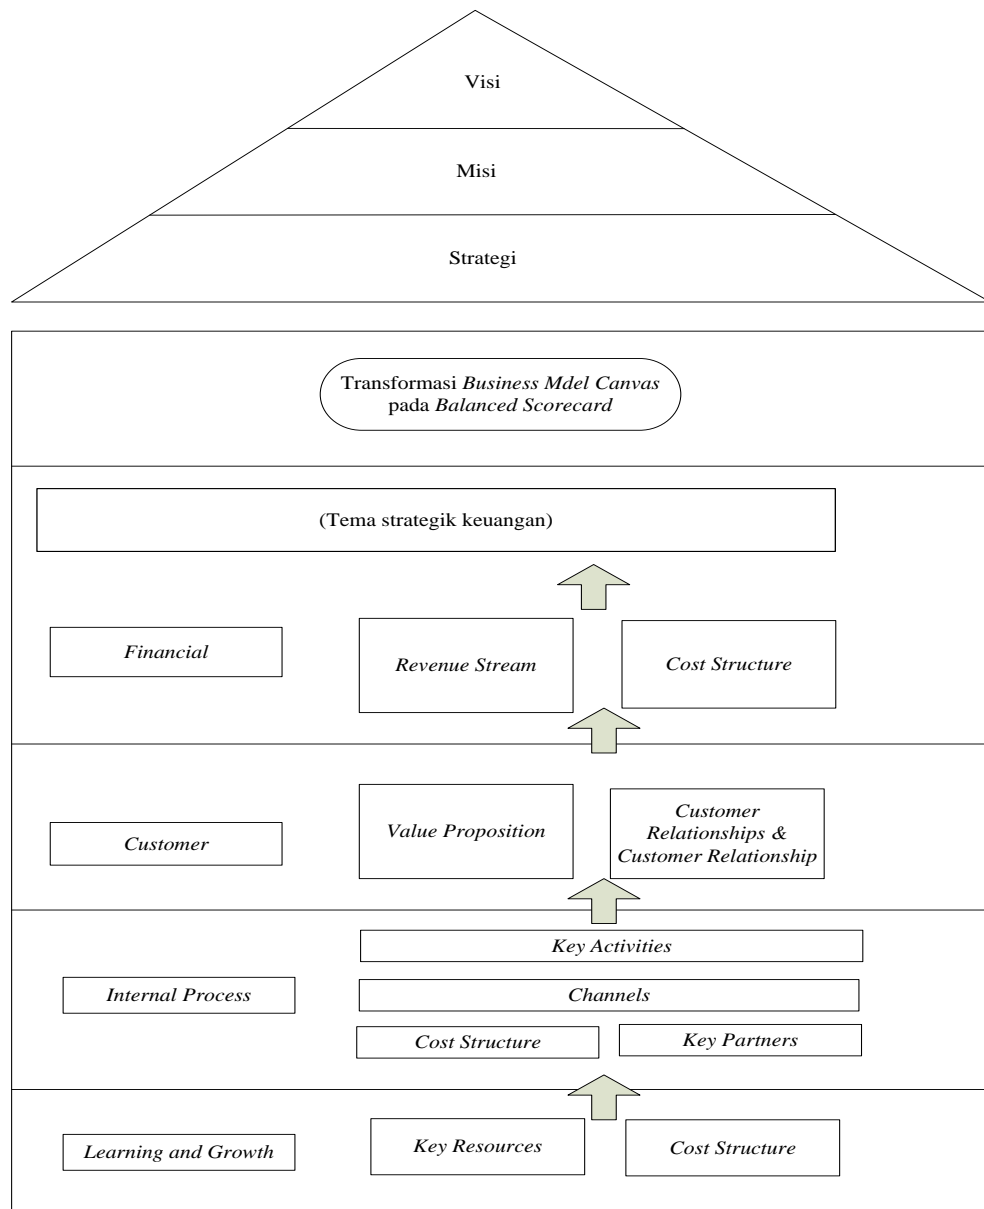 Visi
Misi
Strategi
Transformasi Business Mdel Canvas
pada Balanced Scorecard
(Tema strategik keuangan)
Financial
Revenue Stream
Cost Structure
Customer
Value Proposition
Customer
Relationships &
Customer Relationship
Key Activities
Internal Process
Channels
Cost Structure
Key Partners
Learning and Growth
Key Resources
Cost Structure